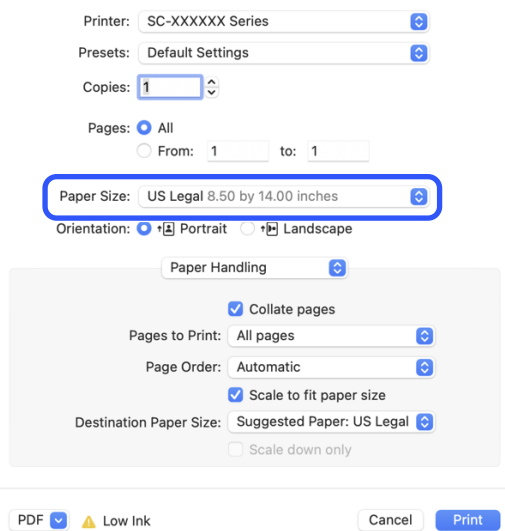 Printer: SC-XXXXXX Series
Presets: Default Settings
Copies: 1
Pages: All
From: 1 to: 1
Paper Size: US Legal 8.50 by 14.00 inches
Orientation: Portrait Landscape
Paper Handling
Collate pages
Pages to Print: All pages
Page Order: Automatic
Scale to fit paper size
Destination Paper Size: Suggested Paper: US Legal
Scale down only
PDF Low Ink Cancel Print